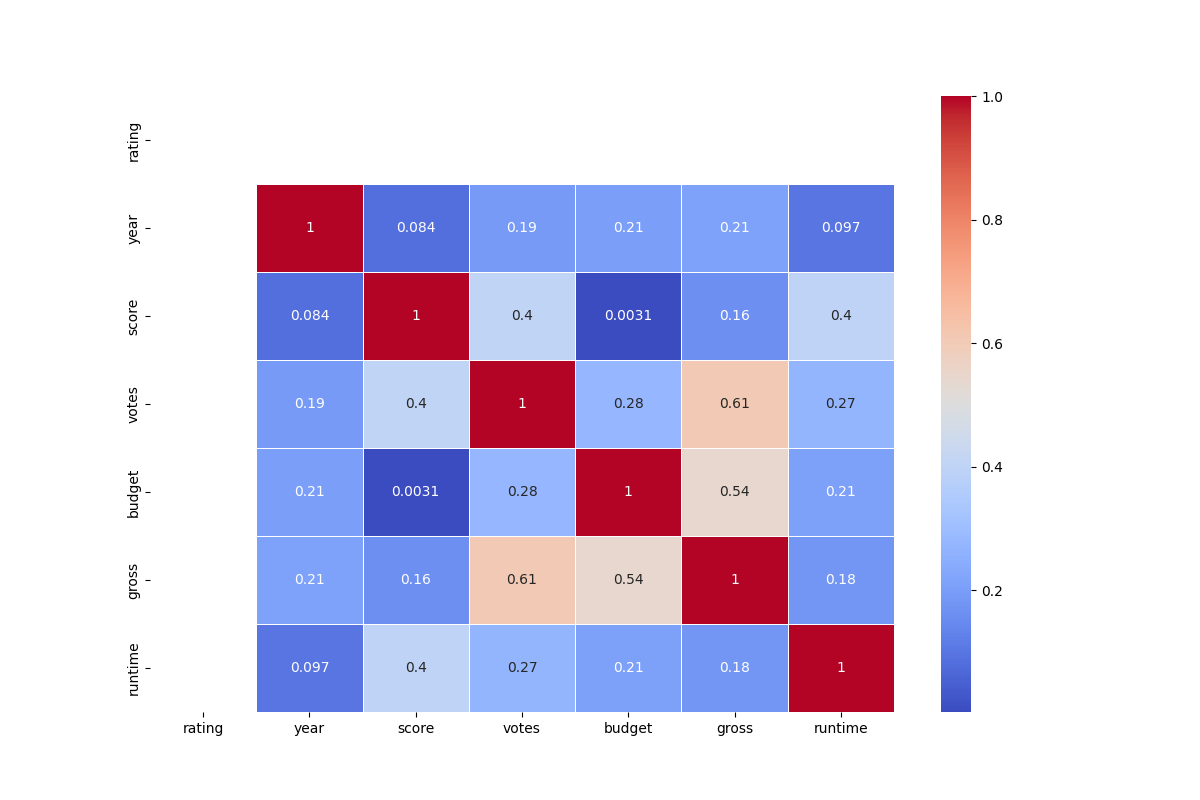 1.0
rating
year 1 0.084 0.19 0.21 0.21 0.097
0.8
score 0.084 1 0.4 0.0031 0.16 0.4
0.6
votes 0.19 0.4 1 0.28 0.61 0.27
0.4
budget 0.21 0.0031 0.28 1 0.54 0.21
gross 0.21 0.16 0.61 0.54 1 0.18
0.2
runtime 0.097 0.4 0.27 0.21 0.18 1
rating year score votes budget gross runtime